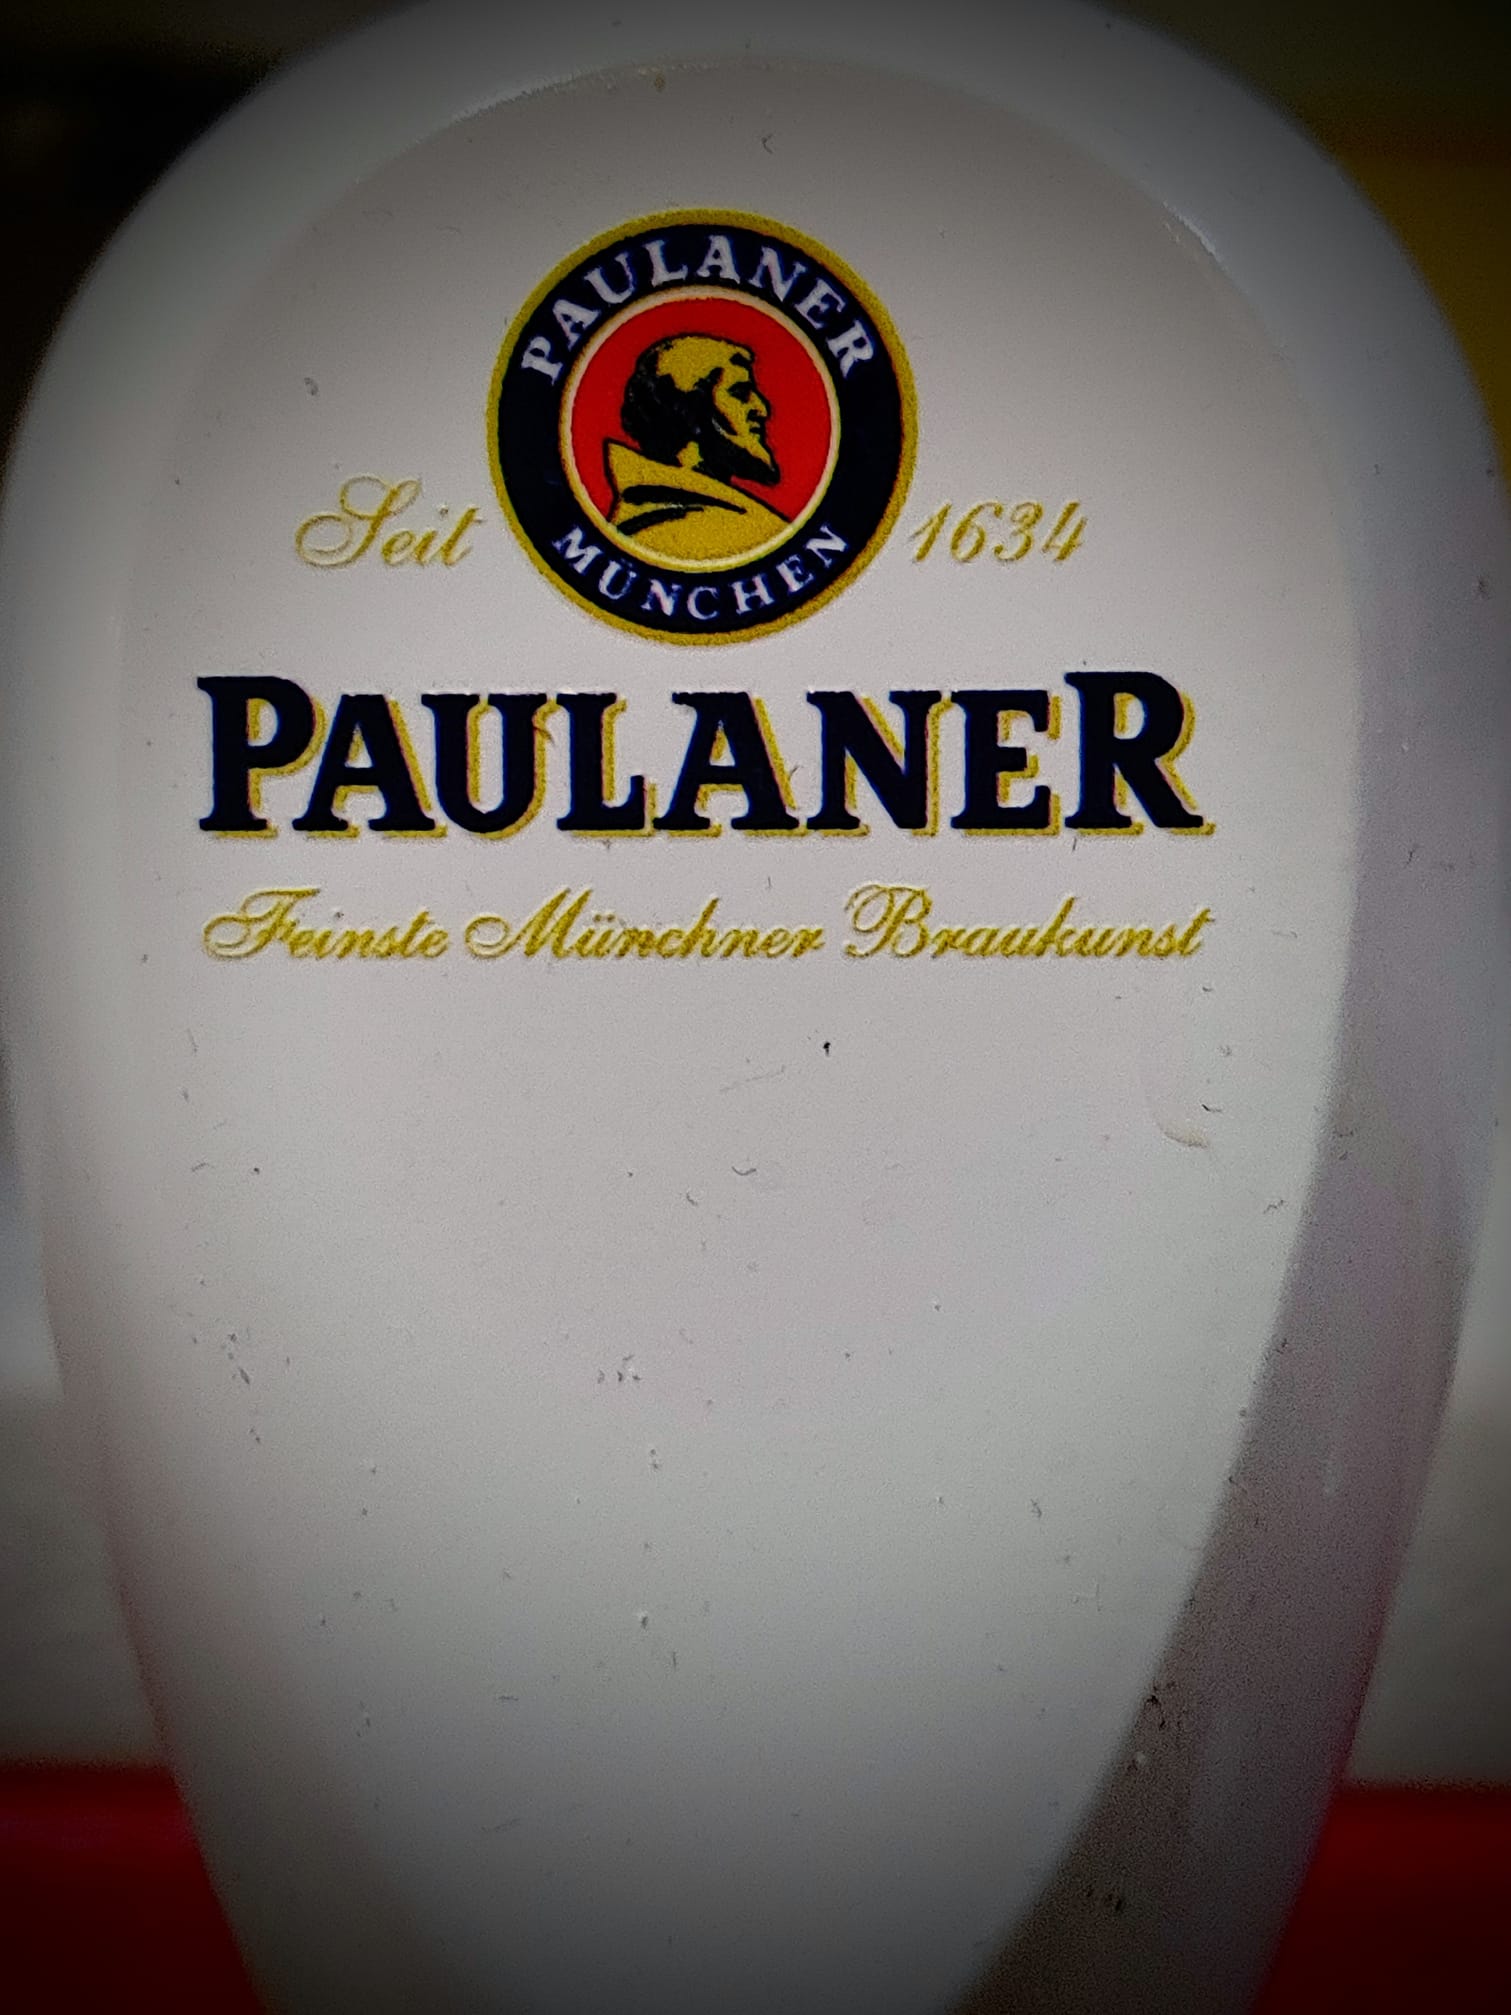 PAULANER
MÜNCHEN
Seit 1634
PAULANER
Feinste Münchner Braukunst